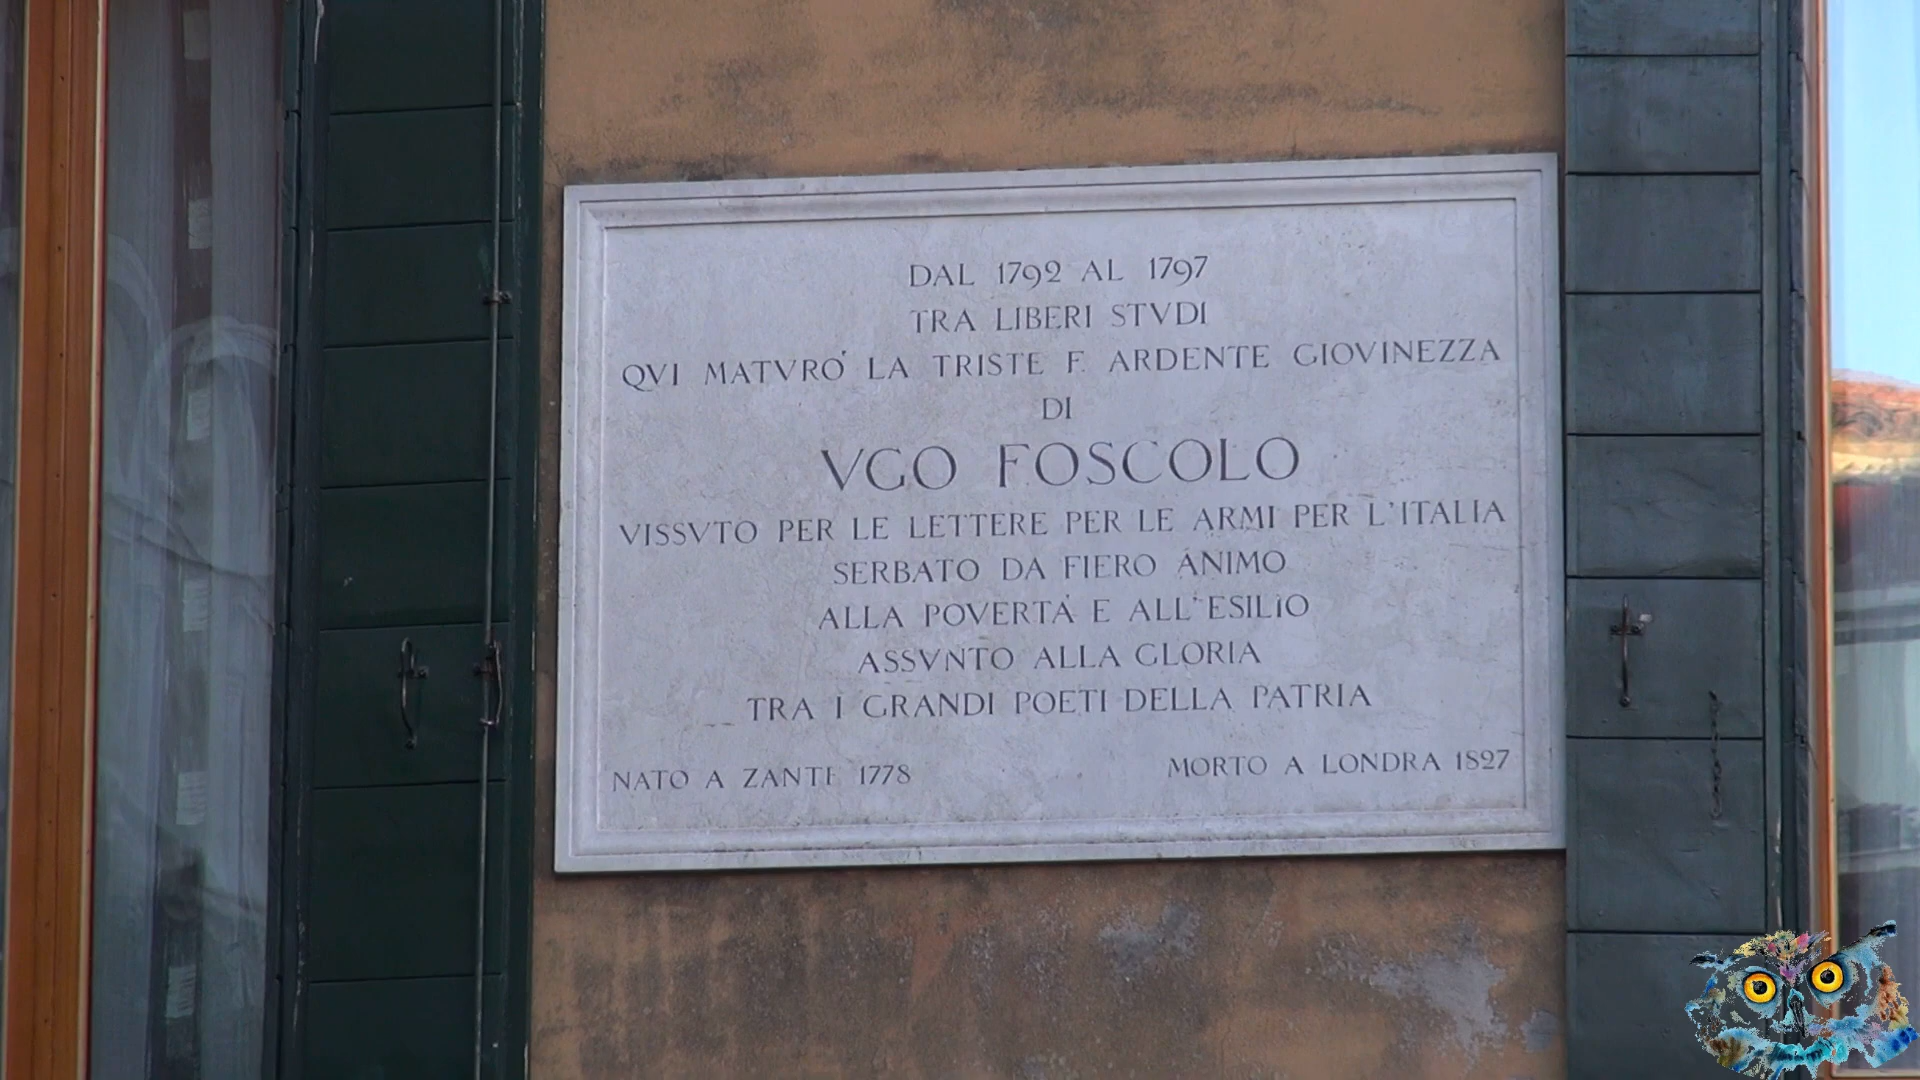 DAL 1792 AL 1797
TRA LIBERI STVDI
QVI MATVRO' LA TRISTE E ARDENTE GIOVINEZZA
DI
VGO FOSCOLO
VISSVTO PER LE LETTERE PER LE ARMI PER L'ITALIA
SERBATO DA FIERO ANIMO
ALLA POVERTA' E ALL'ESILIO
ASSVNTO ALLA GLORIA
TRA I GRANDI POETI DELLA PATRIA
NATO A ZANTE 1778 MORTO A LONDRA 1827